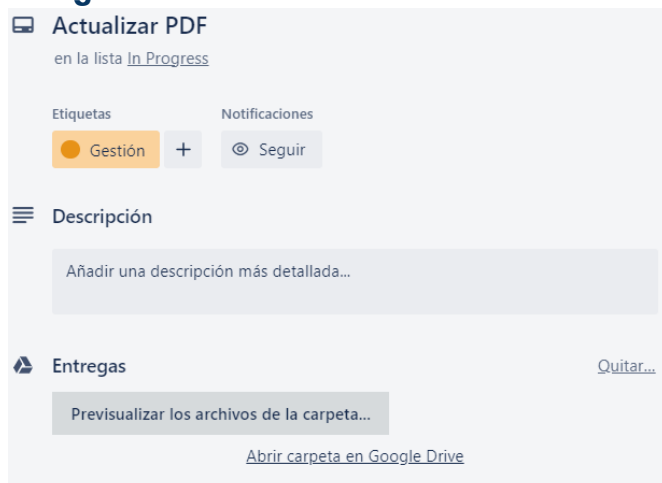 Actualizar PDF
en la lista In Progress
Etiquetas Notificaciones
Gestión + Seguir
Descripción
Añadir una descripción más detallada...
Entregas Quitar...
Previsualizar los archivos de la carpeta...
Abrir carpeta en Google Drive